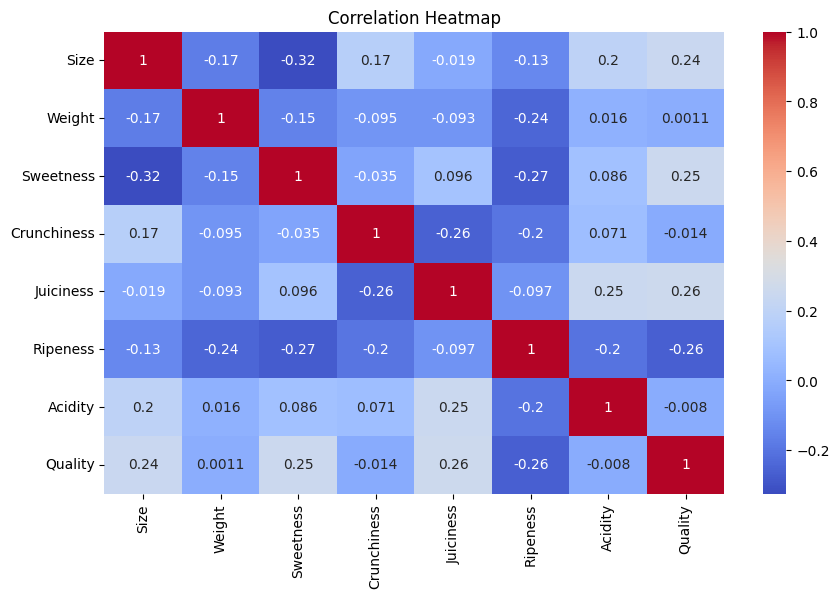 Correlation Heatmap
Size 1 -0.17 -0.32 0.17 -0.019 -0.13 0.2 0.24
Weight -0.17 1 -0.15 -0.095 -0.093 -0.24 0.016 0.0011
Sweetness -0.32 -0.15 1 -0.035 0.096 -0.27 0.086 0.25
Crunchiness 0.17 -0.095 -0.035 1 -0.26 -0.2 0.071 -0.014
Juiciness -0.019 -0.093 0.096 -0.26 1 -0.097 0.25 0.26
Ripeness -0.13 -0.24 -0.27 -0.2 -0.097 1 -0.2 -0.26
Acidity 0.2 0.016 0.086 0.071 0.25 -0.2 1 -0.008
Quality 0.24 0.0011 0.25 -0.014 0.26 -0.26 -0.008 1
Size
Weight
Sweetness
Crunchiness
Juiciness
Ripeness
Acidity
Quality
1.0
0.8
0.6
0.4
0.2
0.0
−0.2